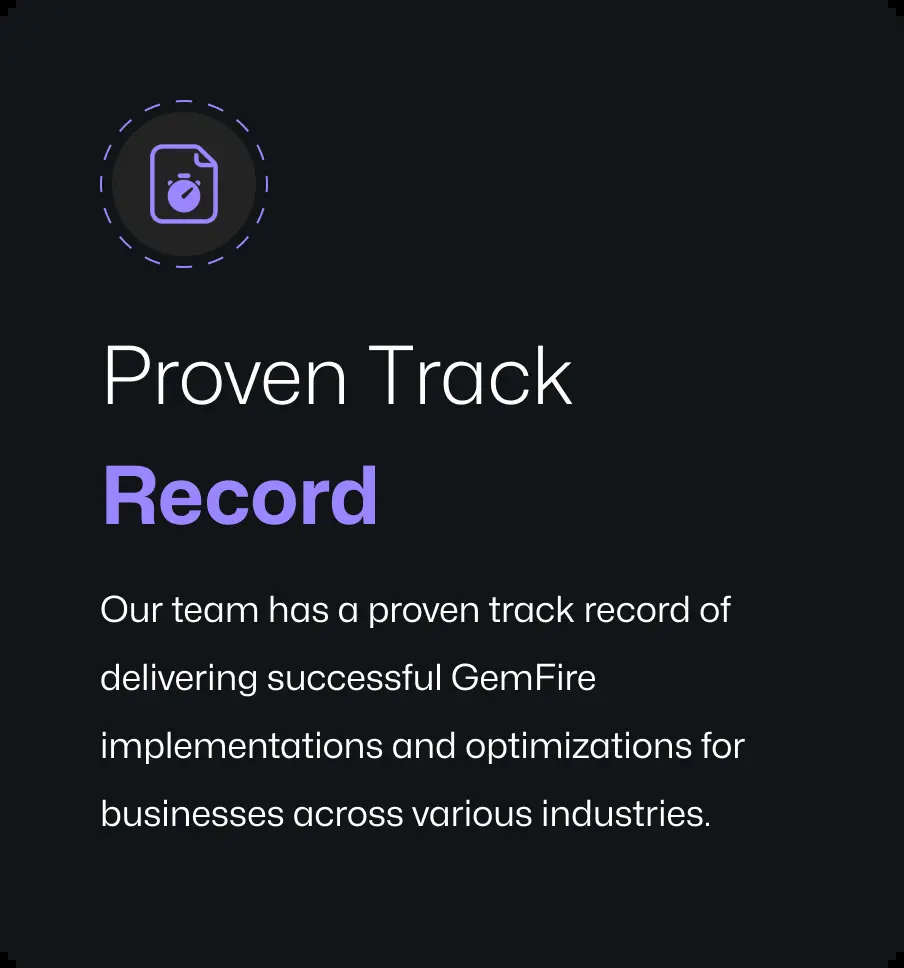 Proven Track
Record
Our team has a proven track record of
delivering successful GemFire
implementations and optimizations for
businesses across various industries.